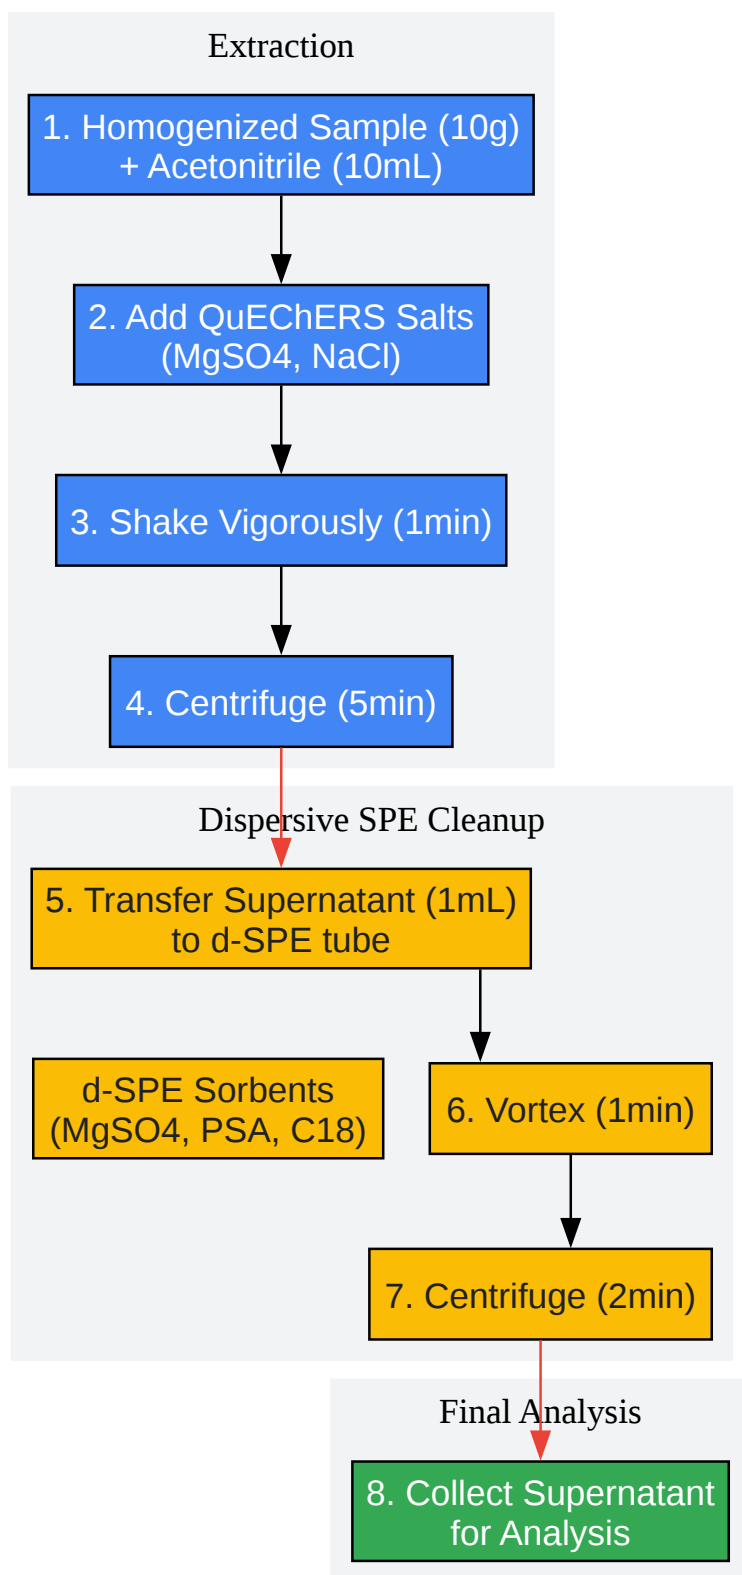 Extraction
1. Homogenized Sample (10g)
+ Acetonitrile (10mL)
2. Add QuEChERS Salts
(MgSO4, NaCl)
3. Shake Vigorously (1min)
4. Centrifuge (5min)
Dispersive SPE Cleanup
5. Transfer Supernatant (1mL)
to d-SPE tube
d-SPE Sorbents
(MgSO4, PSA, C18)
6. Vortex (1min)
7. Centrifuge (2min)
Final Analysis
8. Collect Supernatant
for Analysis